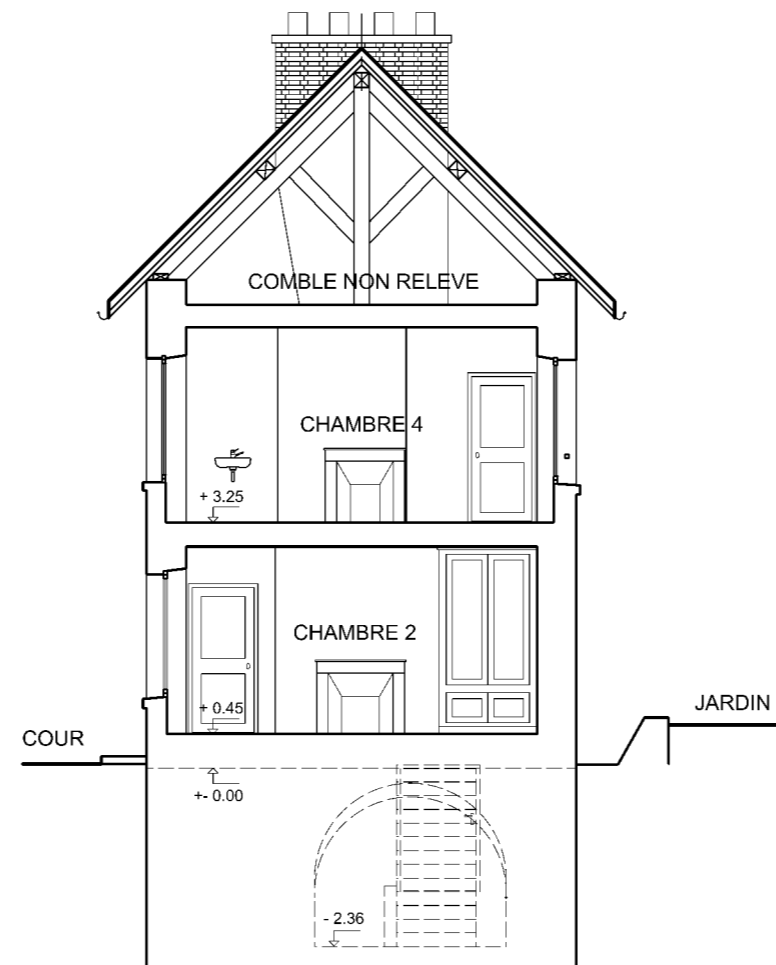 COMBLE NON RELEVE
CHAMBRE 4
+ 3.25
CHAMBRE 2
+ 0.45
JARDIN
COUR
+- 0.00
- 2.36